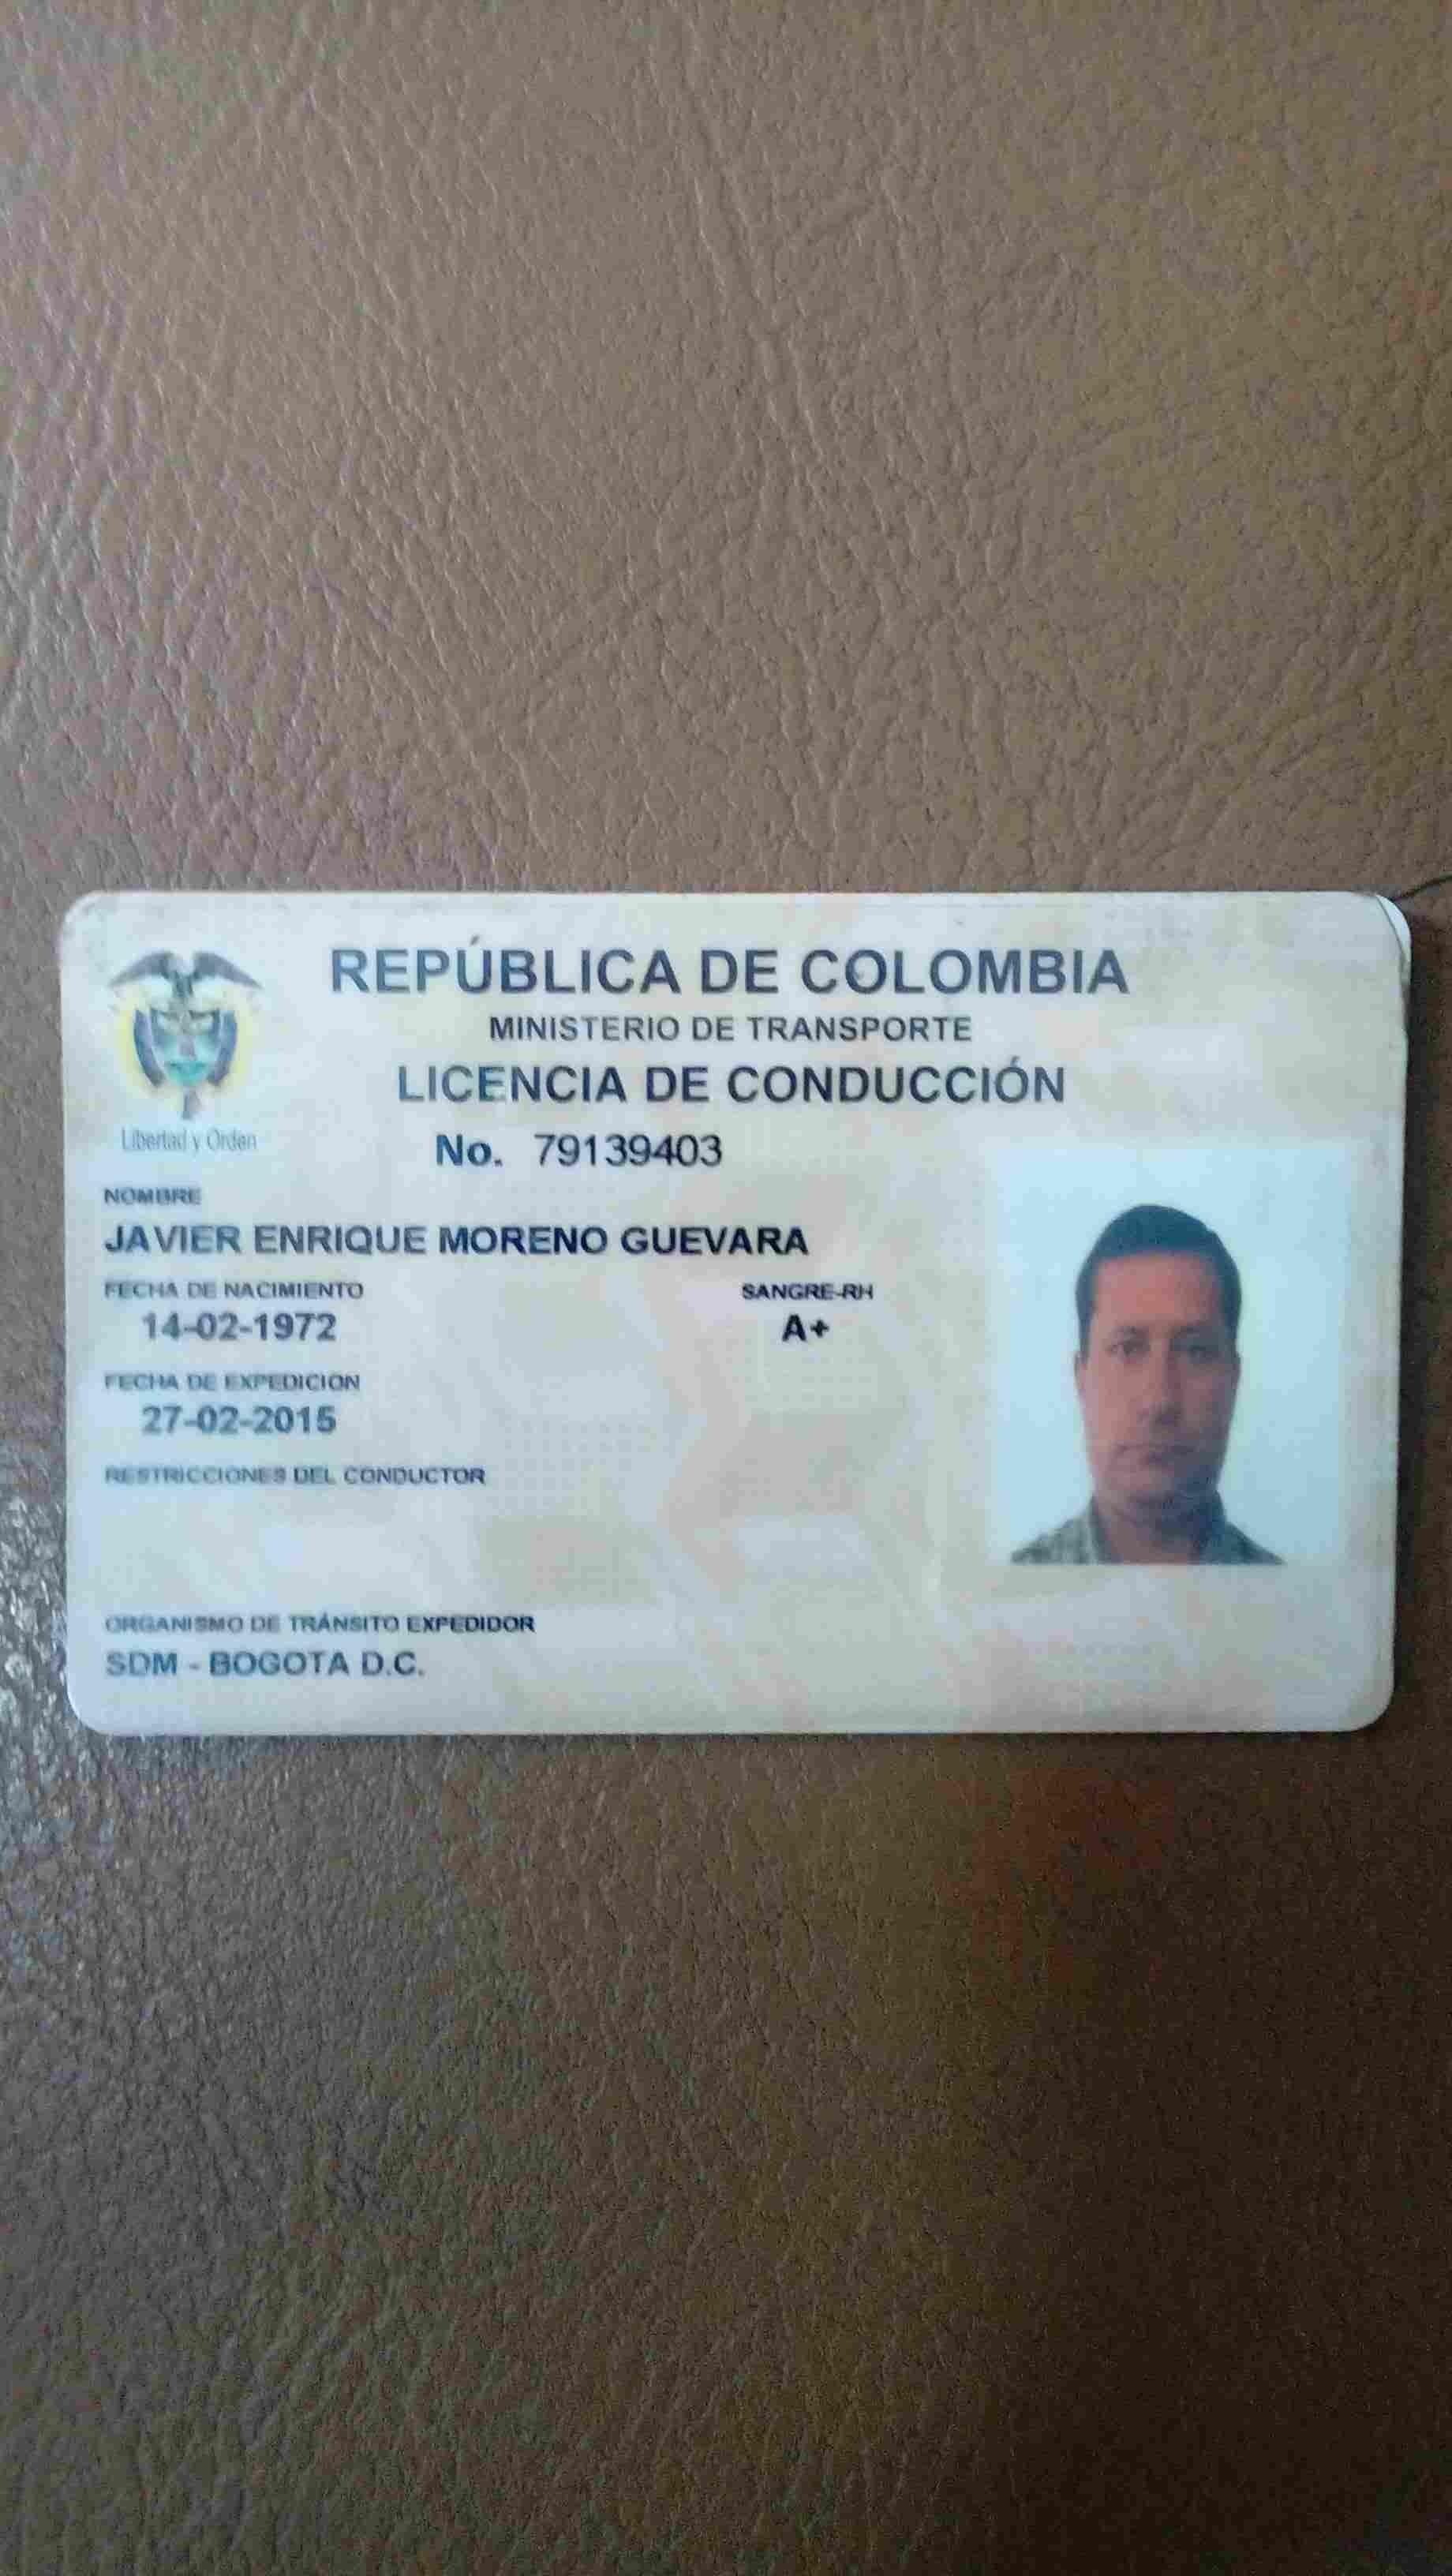 REPÚBLICA DE COLOMBIA
MINISTERIO DE TRANSPORTE
LICENCIA DE CONDUCCIÓN
Libertad y Orden
No. 79139403
NOMBRE
JAVIER ENRIQUE MORENO GUEVARA
FECHA DE NACIMIENTO
14-02-1972
SANGRE-RH
A+
FECHA DE EXPEDICION
27-02-2015
RESTRICCIONES DEL CONDUCTOR
ORGANISMO DE TRÁNSITO EXPEDIDOR
SDM - BOGOTA D.C.